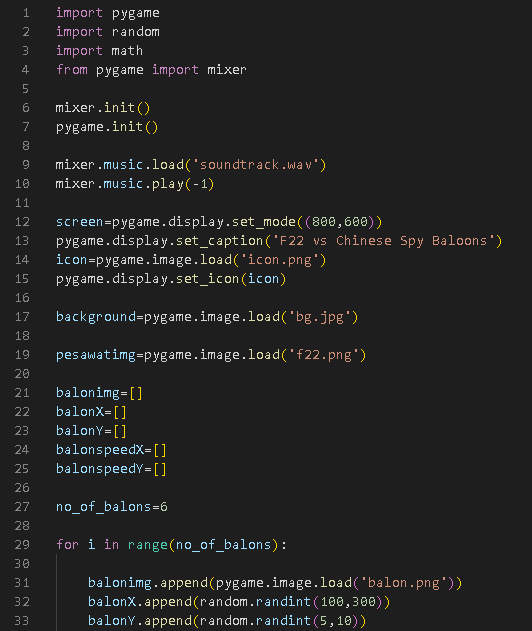 1 import pygame
2 import random
3 import math
4 from pygame import mixer
5
6 mixer.init()
7 pygame.init()
8
9 mixer.music.load('soundtrack.wav')
10 mixer.music.play(-1)
11
12 screen=pygame.display.set_mode((800,600))
13 pygame.display.set_caption('F22 vs Chinese Spy Baloons')
14 icon=pygame.image.load('icon.png')
15 pygame.display.set_icon(icon)
16
17 background=pygame.image.load('bg.jpg')
18
19 pesawatimg=pygame.image.load('f22.png')
20
21 balonimg=[]
22 balonX=[]
23 balonY=[]
24 balonspeedX=[]
25 balonspeedY=[]
26
27 no_of_balons=6
28
29 for i in range(no_of_balons):
30
31     balonimg.append(pygame.image.load('balon.png'))
32     balonX.append(random.randint(100,300))
33     balonY.append(random.randint(5,10))